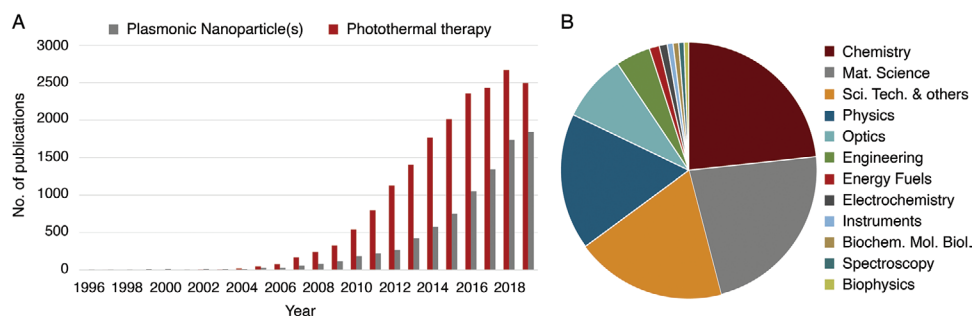 A
Plasmonic Nanoparticle(s)
Photothermal therapy
3000
2500
2000
1500
1000
500
0
No. of publications
1996 1998 2000 2002 2004 2006 2008 2010 2012 2014 2016 2018
Year
B
Chemistry
Mat. Science
Sci. Tech. & others
Physics
Optics
Engineering
Energy Fuels
Electrochemistry
Instruments
Biochem. Mol. Biol.
Spectroscopy
Biophysics